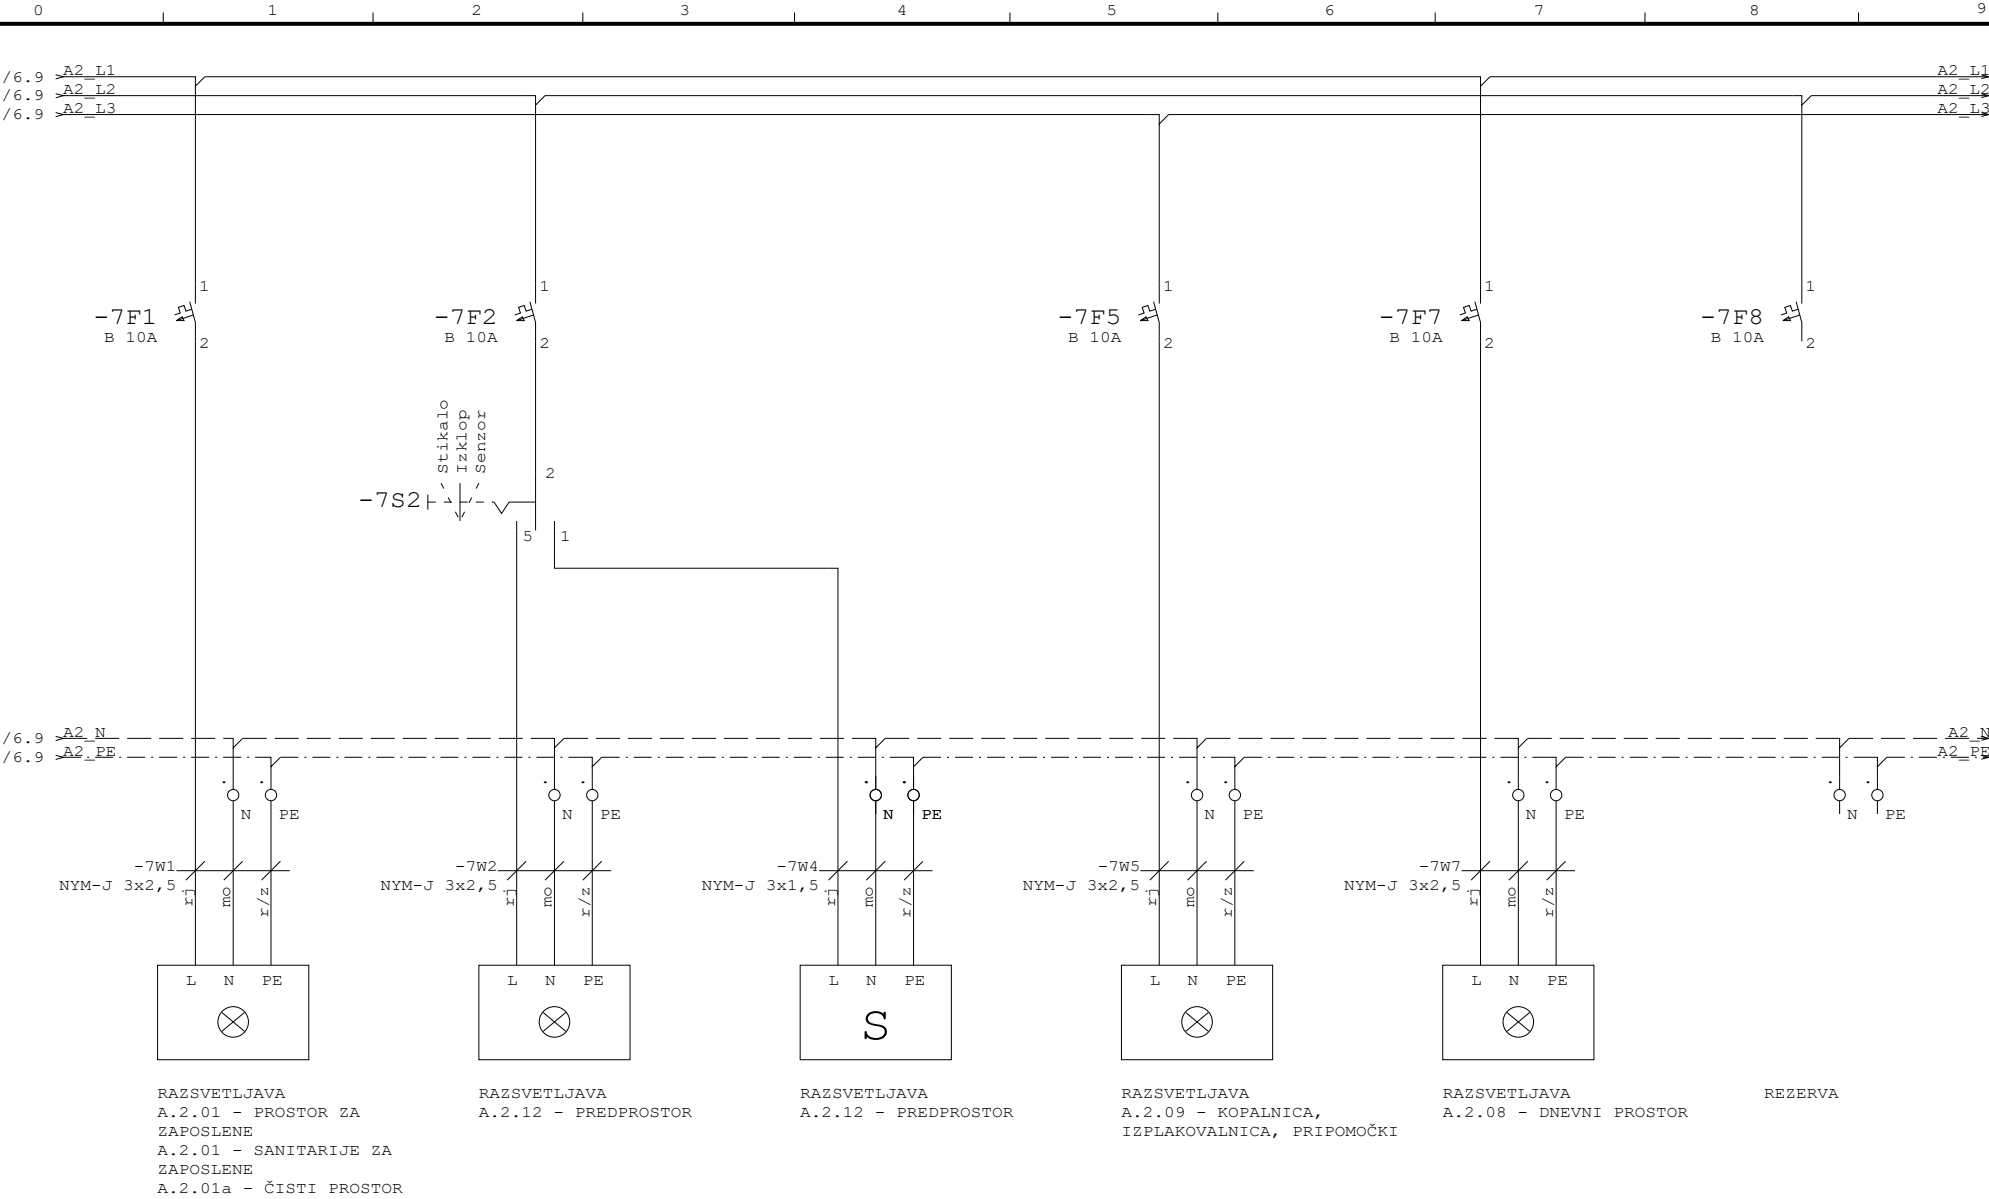 0 1 2 3 4 5 6 7 8 9
/6.9 A2_L1 A2_L1
/6.9 A2_L2 A2_L2
/6.9 A2_L3 A2_L3
1 1 1 1 1
-7F1 -7F2 -7F5 -7F7 -7F8
B 10A B 10A B 10A B 10A B 10A
2 2 2 2 2
Stikalo
Izklop
Senzor
2
-7S2
5 1
/6.9 A2_N A2_N
/6.9 A2_PE A2_PE
N PE N PE N PE N PE N PE N PE
-7W1 -7W2 -7W4 -7W5 -7W7
NYM-J 3x2,5 NYM-J 3x2,5 NYM-J 3x1,5 NYM-J 3x2,5 NYM-J 3x2,5
rj mo r/z rj mo r/z rj mo r/z rj mo r/z rj mo r/z
L N PE L N PE L N PE L N PE L N PE
S
RAZSVETLJAVA
A.2.01 - PROSTOR ZA
ZAPOSLENE
A.2.01 - SANITARIJE ZA
ZAPOSLENE
A.2.01a - ČISTI PROSTOR
RAZSVETLJAVA
A.2.12 - PREDPROSTOR
RAZSVETLJAVA
A.2.12 - PREDPROSTOR
RAZSVETLJAVA
A.2.09 - KOPALNICA,
IZPLAKOVALNICA, PRIPOMOČKI
RAZSVETLJAVA
A.2.08 - DNEVNI PROSTOR
REZERVA